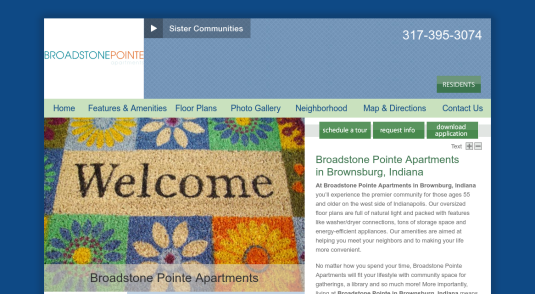 Sister Communities
317-395-3074
BROADSTONEPOINTE
RESIDENTS
Home Features & Amenities Floor Plans Photo Gallery Neighborhood Map & Directions Contact Us
schedule a tour request info download application
Text
Welcome
Broadstone Pointe Apartments
Broadstone Pointe Apartments
in Brownsburg, Indiana
At Broadstone Pointe Apartments in Brownburg, Indiana
you'll experience the premier community for those ages 55
and older on the west side of Indianapolis. Our oversized
floor plans are full of natural light and packed with features
like washer/dryer connections, tons of storage space and
energy-efficient appliances. Our amenities are aimed at
helping you meet your neighbors and to making your life
more convenient.
No matter how you spend your time, Broadstone Pointe
Apartments will fit your lifestyle with community space for
gatherings, a library and so much more! More importantly,
living at Broadstone Pointe in Brownsburg, Indiana means